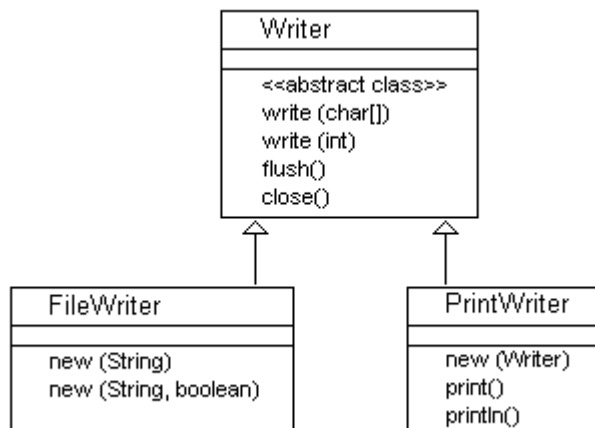 Writer
<<abstract class>>
write (char[])
write (int)
flush()
close()
FileWriter
new (String)
new (String, boolean)
PrintWriter
new (Writer)
print()
println()